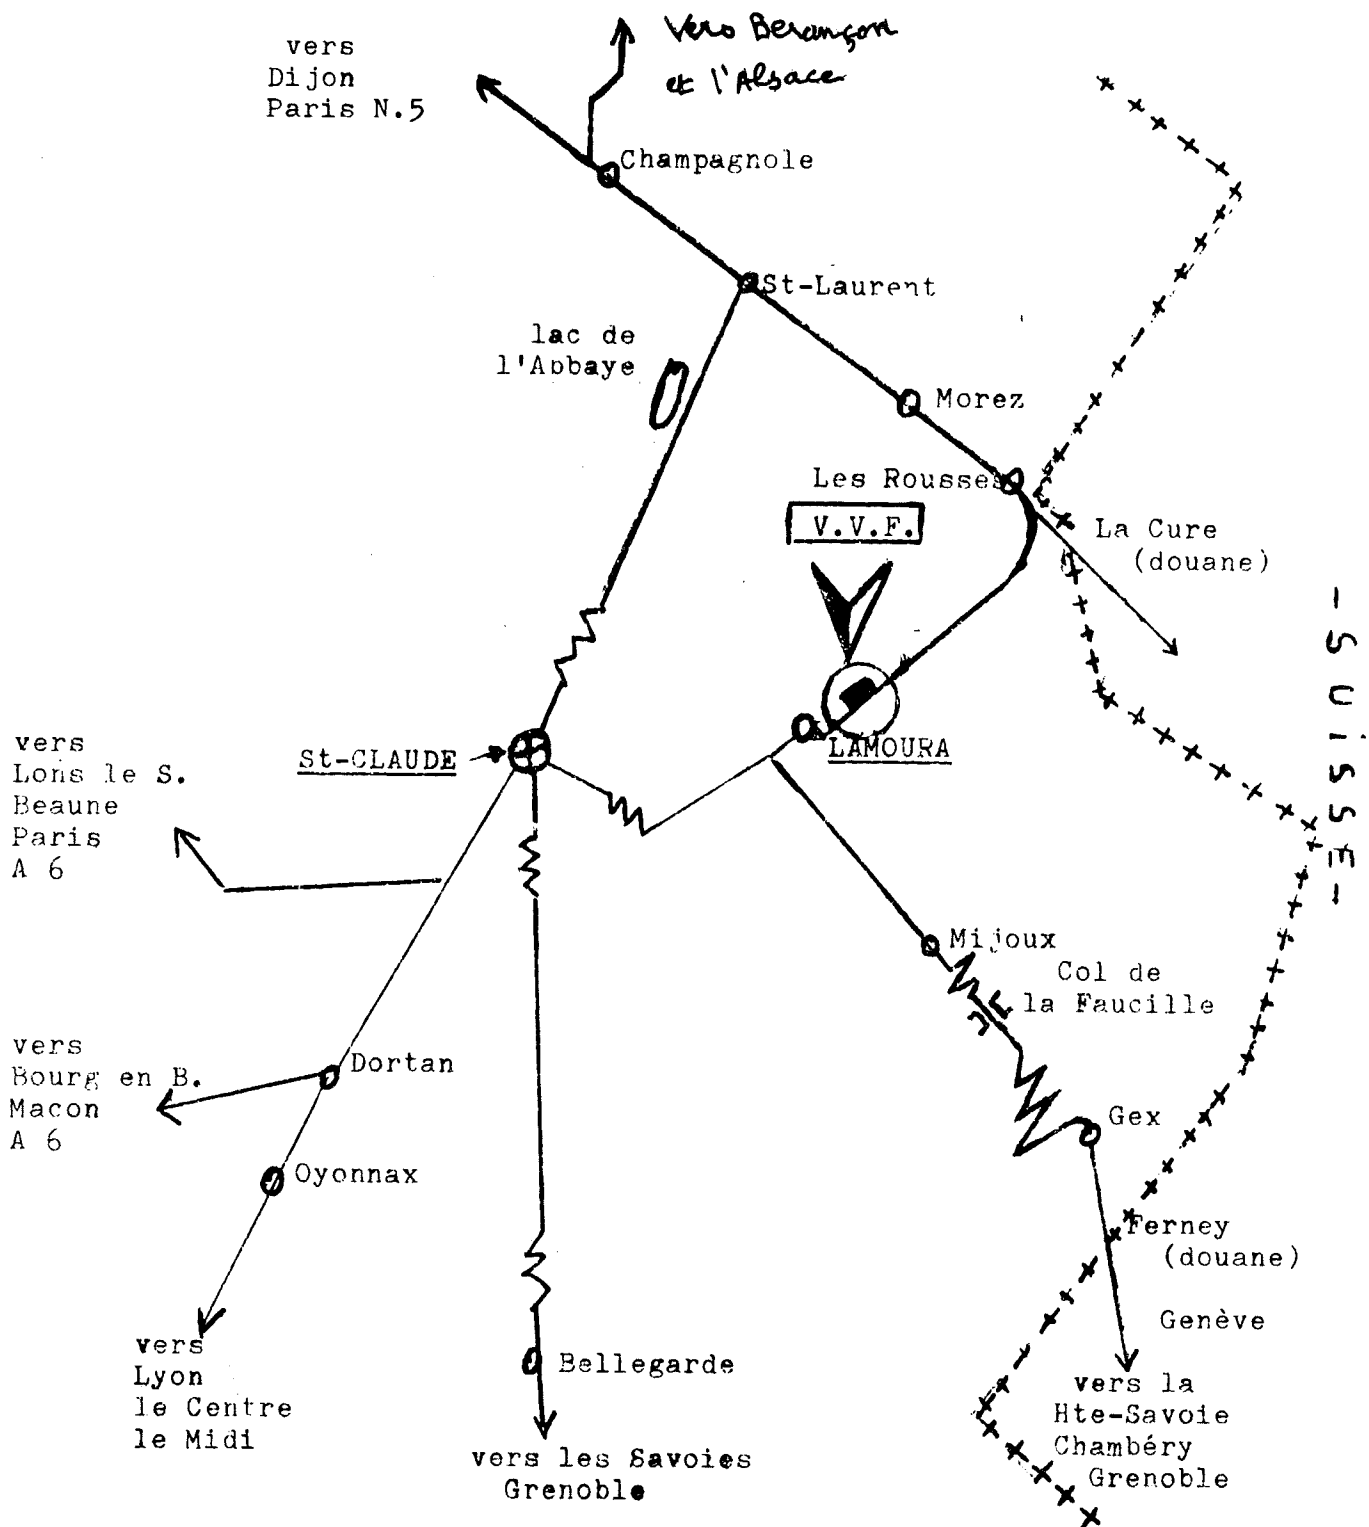 Vers Besançon
et l'Alsace
vers
Dijon
Paris N.5
Champagnole
St-Laurent
lac de
l'Abbaye
Morez
Les Rousses
V.V.F.
La Cure
(douane)
-SUiSSE-
St-CLAUDE
LAMOURA
vers
Lons le S.
Beaune
Paris
A 6
Mijoux
Col de
la Faucille
vers
Bourg en B.
Macon
A 6
Dortan
Oyonnax
Gex
Ferney
(douane)
Genève
vers
Lyon
le Centre
le Midi
Bellegarde
vers les Savoies
Grenoble
vers la
Hte-Savoie
Chambéry
Grenoble